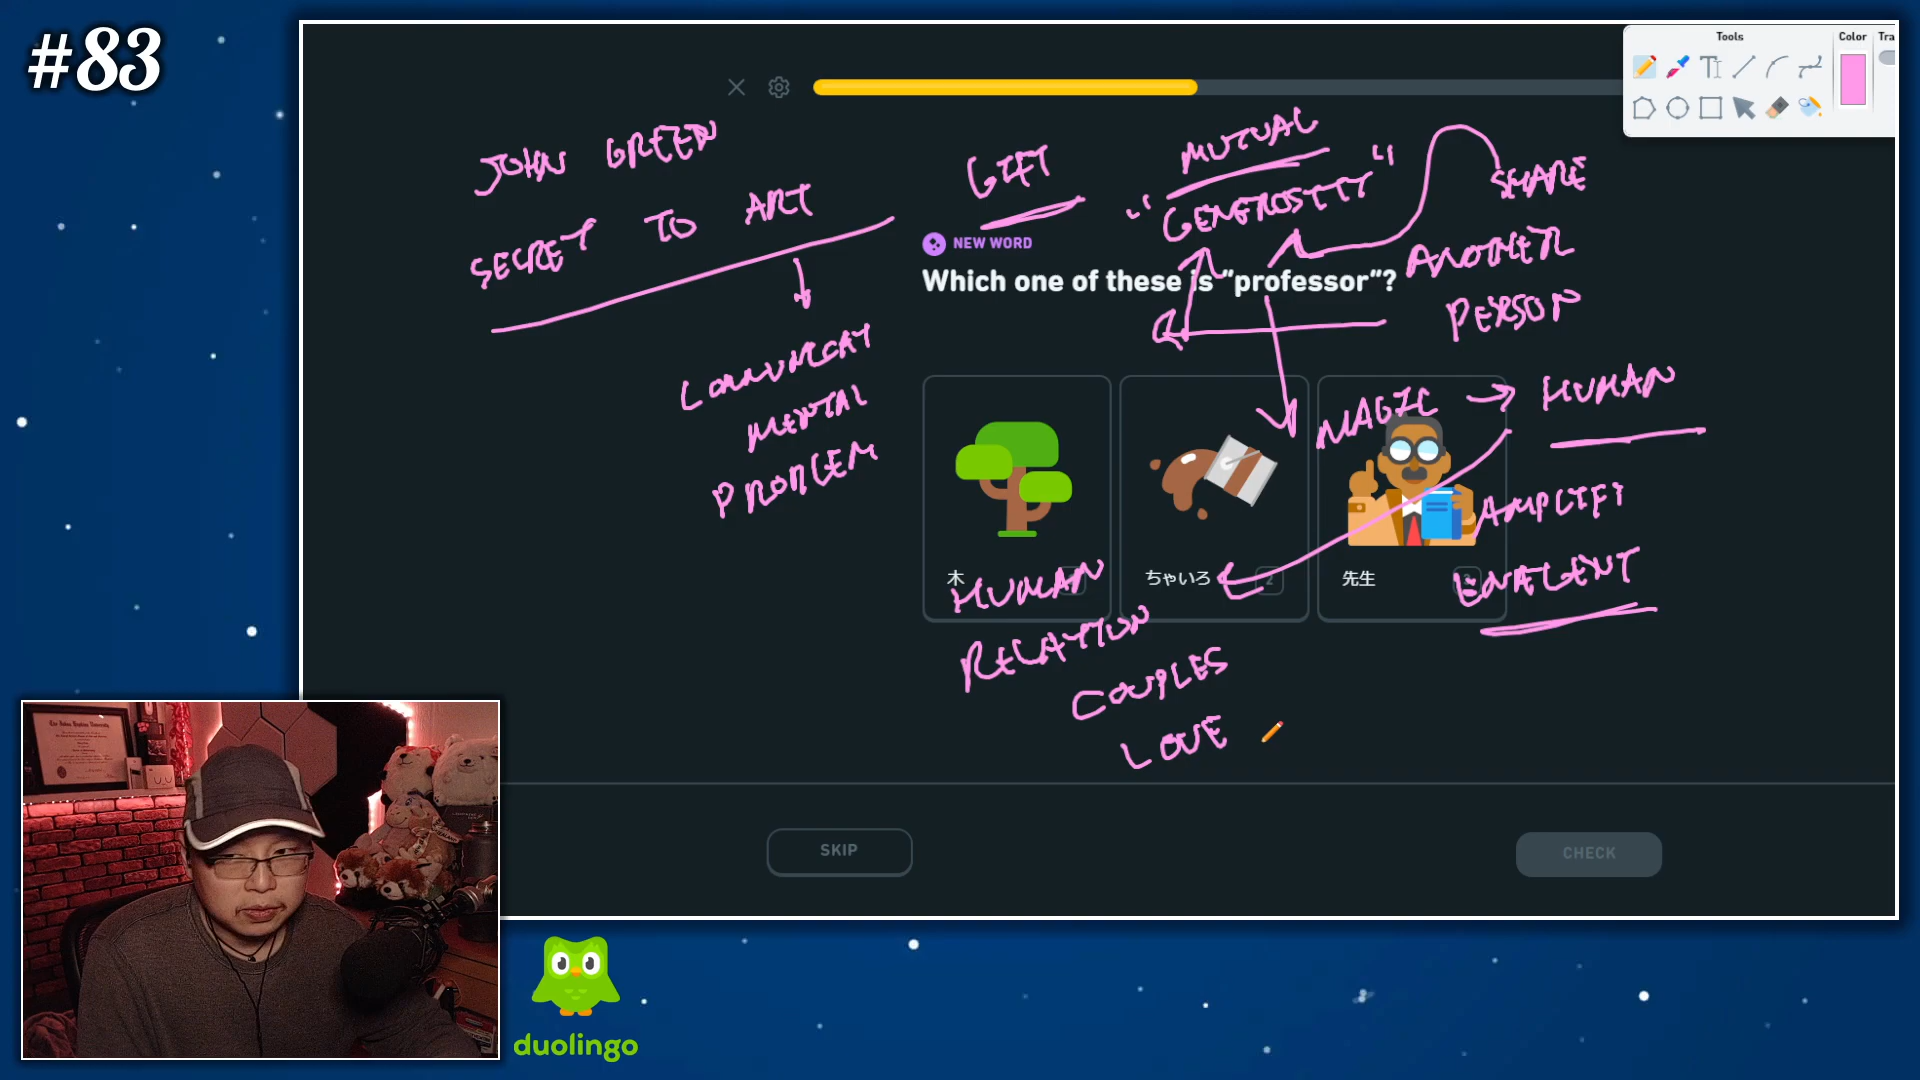 #83
Tools
Color
Tra
JOHN GREEN
SECRET TO ART
GIFT
MUTUAL
"GENEROSITY"
SHARE
ANOTHER
PERSON
NEW WORD
Which one of these is “professor”?
MENTAL
PROBLEM
MAGIC → HUMAN
AMPLIFY
木
ちゃいろ 2
先生
HUMAN
RELATION
COUPLES
LOVE
SKIP
CHECK
duolingo